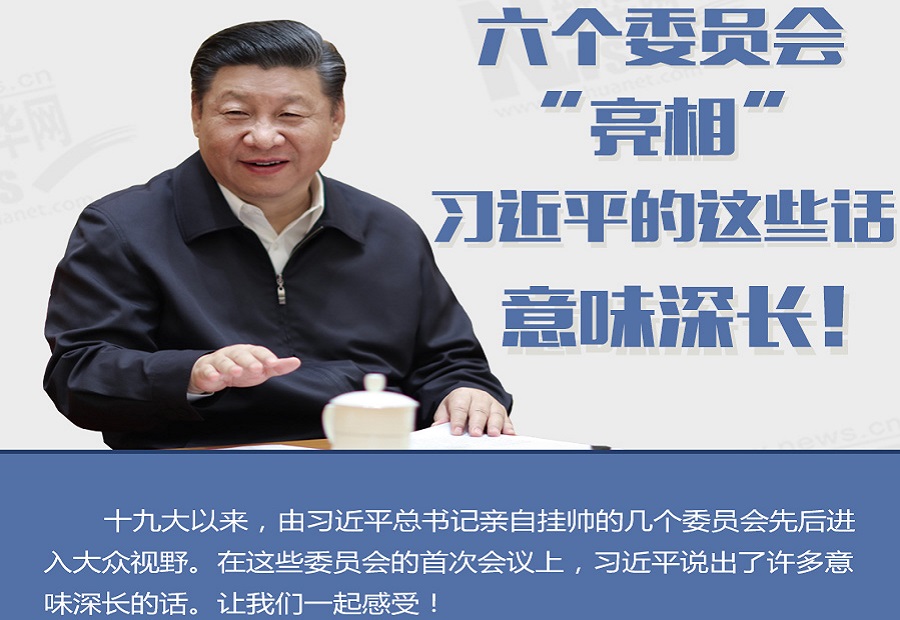 六个委员会
“亮相”
习近平的这些话
意味深长!
十九大以来，由习近平总书记亲自挂帅的几个委员会先后进
入大众视野。在这些委员会的首次会议上，习近平说出了许多意
味深长的话。让我们一起感受！